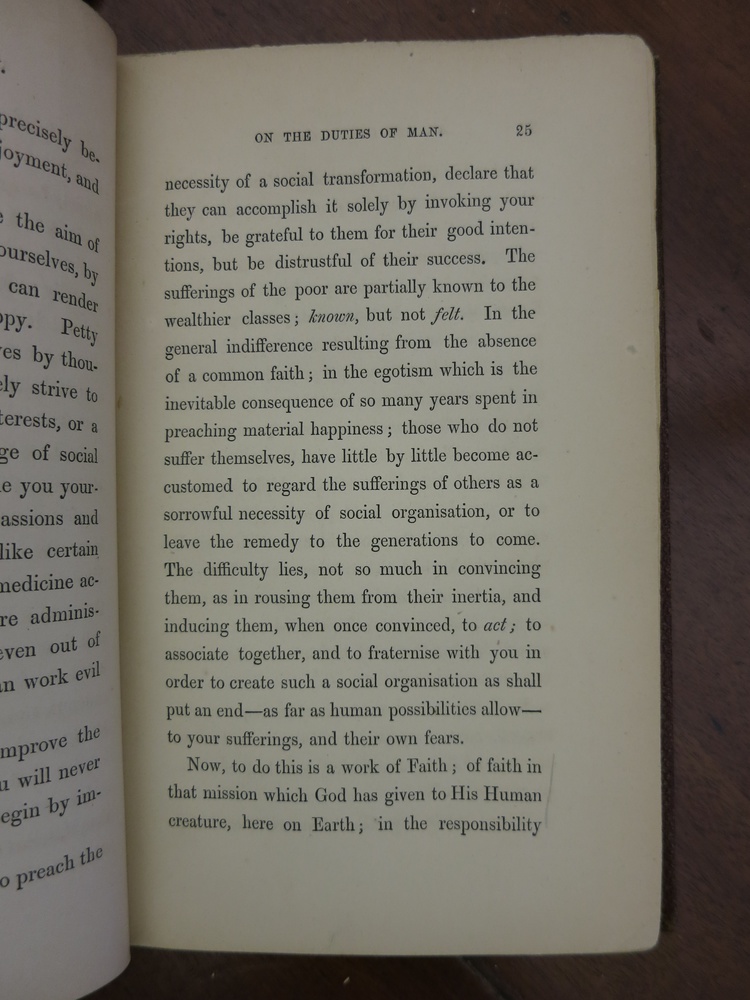 precisely be-
joyment, and
the aim of
ourselves, by
can render
Petty
by thou-
strive to
or a
of social
you your-
and
like certain
medicine ac-
adminis-
even out of
work evil
the
will never
by im-
preach the
ON THE DUTIES OF MAN. 25
necessity of a social transformation, declare that
they can accomplish it solely by invoking your
rights, be grateful to them for their good inten-
tions, but be distrustful of their success. The
sufferings of the poor are partially known to the
wealthier classes; known, but not felt. In the
general indifference resulting from the absence
of a common faith; in the egotism which is the
inevitable consequence of so many years spent in
preaching material happiness; those who do not
suffer themselves, have little by little become ac-
customed to regard the sufferings of others as a
sorrowful necessity of social organisation, or to
leave the remedy to the generations to come.
The difficulty lies, not so much in convincing
them, as in rousing them from their inertia, and
inducing them, when once convinced, to act; to
associate together, and to fraternise with you in
order to create such a social organisation as shall
put an end—as far as human possibilities allow—
to your sufferings, and their own fears.
Now, to do this is a work of Faith; of faith in
that mission which God has given to His Human
creature, here on Earth; in the responsibility